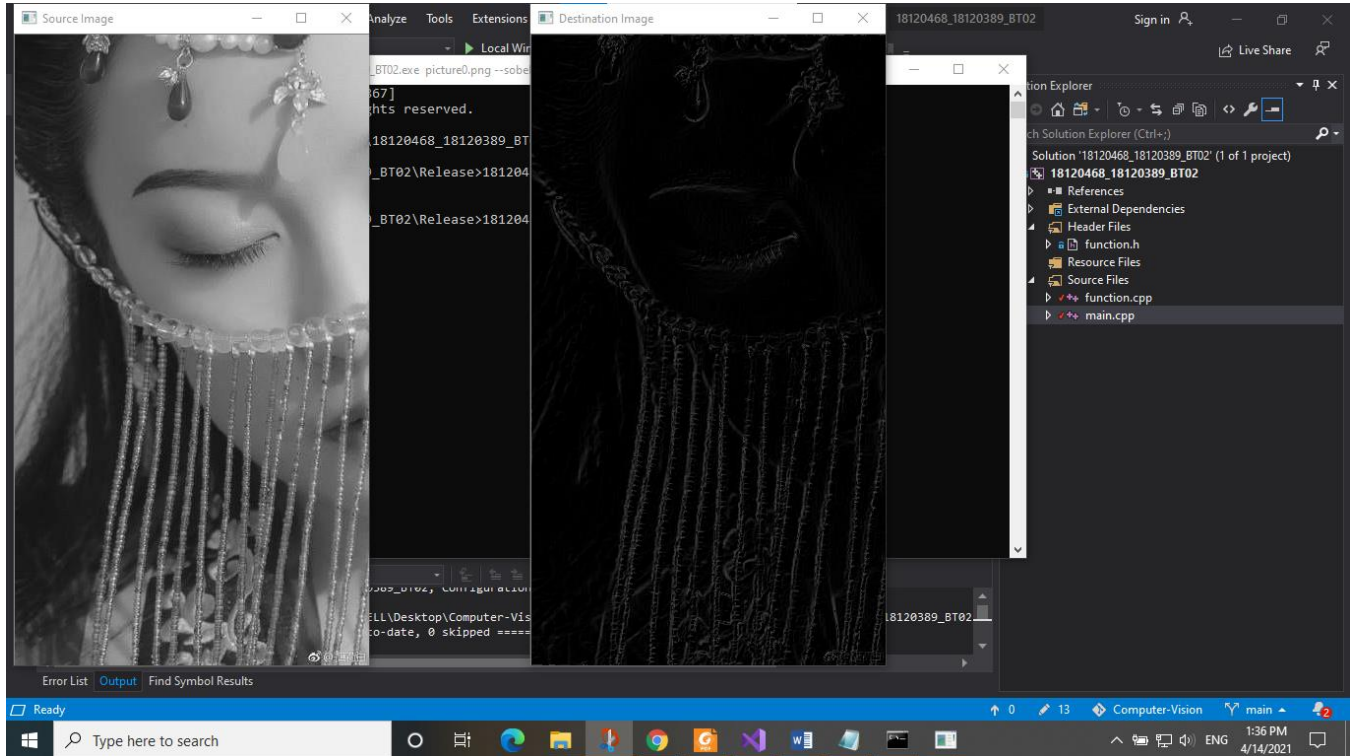 Source Image
Analyze Tools Extensions
Destination Image
18120468_18120389_BT02
Sign in
Local Win
Live Share
_BT02.exe picture0.png --sobe
367]
hts reserved.
\18120468_18120389_BT
_BT02\Release>181204
_BT02\Release>181204
tion Explorer
ch Solution Explorer (Ctrl+;)
Solution '18120468_18120389_BT02' (1 of 1 project)
18120468_18120389_BT02
References
External Dependencies
Header Files
function.h
Resource Files
Source Files
function.cpp
main.cpp
0389_BT02, Configuration
ELL\Desktop\Computer-Vis
18120389_BT02
to-date, 0 skipped =====
Error List Output Find Symbol Results
Ready
0 13 Computer-Vision main 2
Type here to search
ENG
1:36 PM
4/14/2021